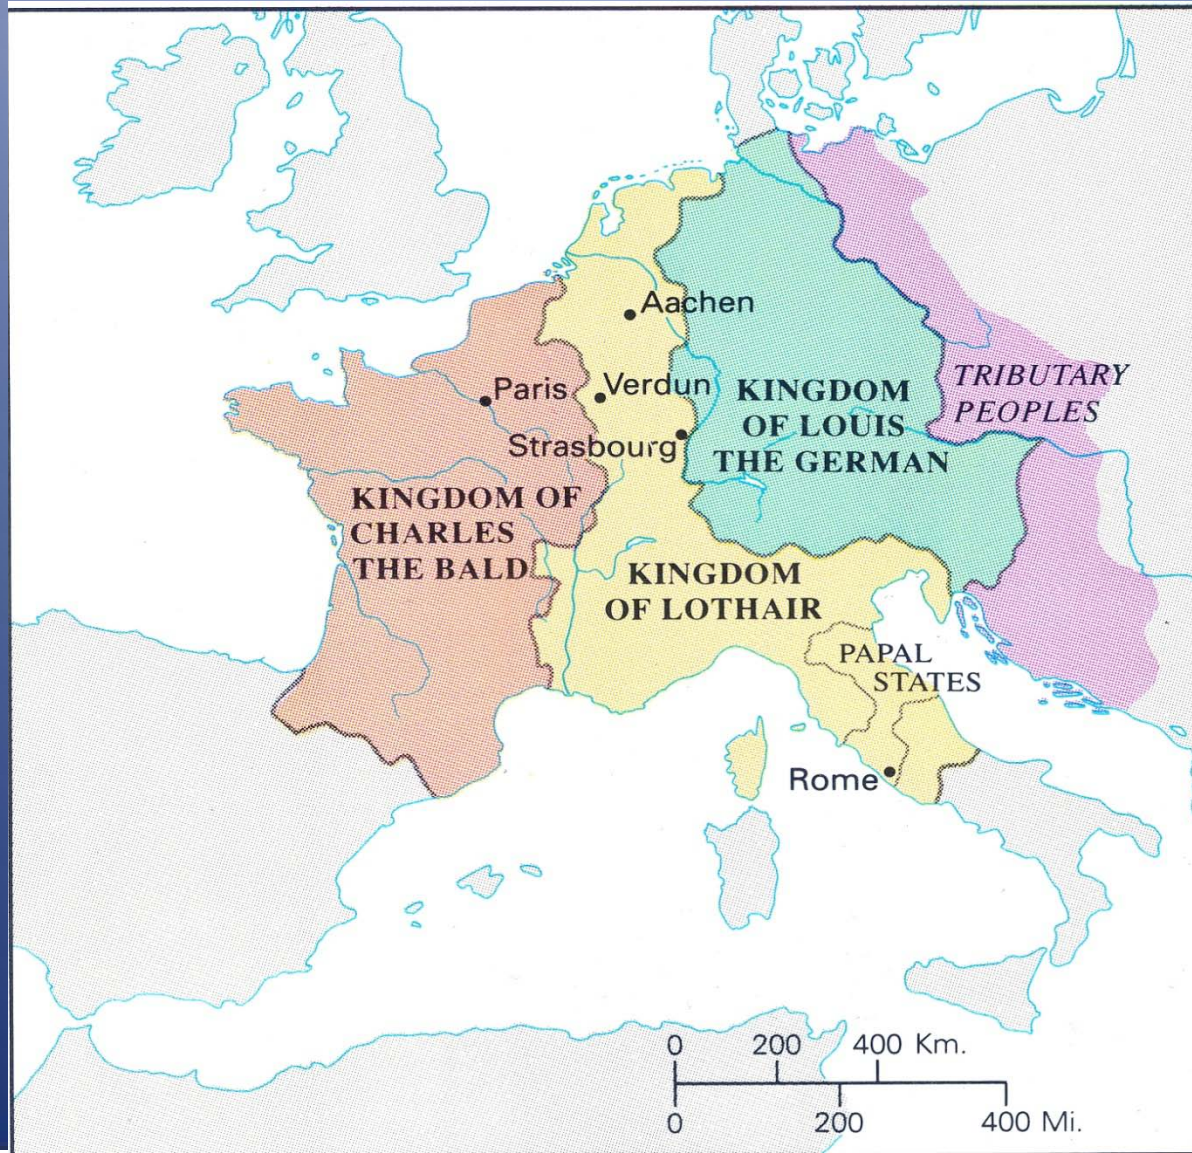 Aachen
Paris
Verdun
Strasbourg
KINGDOM
OF LOUIS
THE GERMAN
TRIBUTARY
PEOPLES
KINGDOM OF
CHARLES
THE BALD
KINGDOM
OF LOTHAIR
PAPAL
STATES
Rome
0 200 400 Km.
0 200 400 Mi.